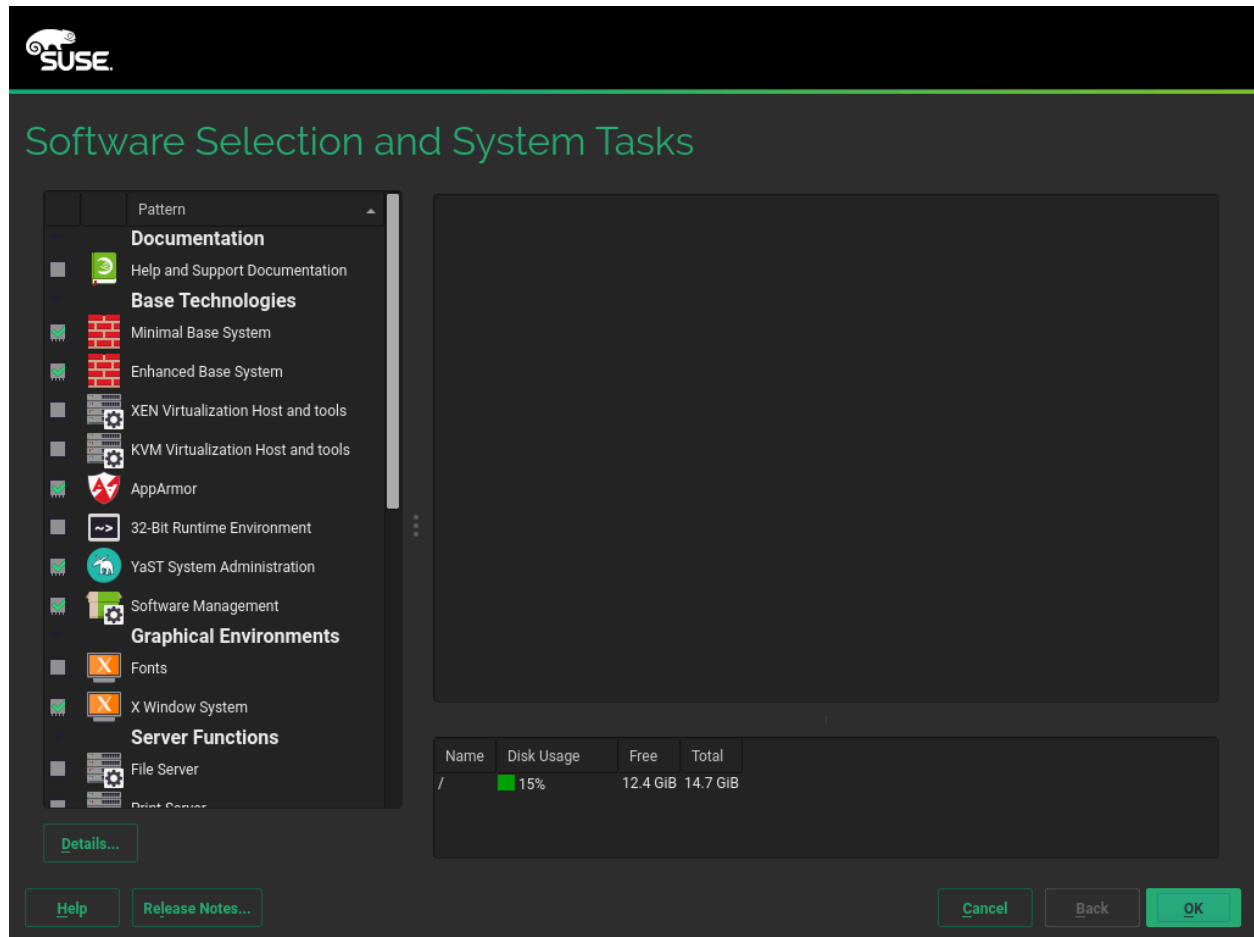 SUSE.
Software Selection and System Tasks
Pattern
Documentation
Help and Support Documentation
Base Technologies
Minimal Base System
Enhanced Base System
XEN Virtualization Host and tools
KVM Virtualization Host and tools
AppArmor
32-Bit Runtime Environment
YaST System Administration
Software Management
Graphical Environments
Fonts
X Window System
Server Functions
File Server
Print Server
Details...
Name Disk Usage Free Total
/ 15% 12.4 GiB 14.7 GiB
Help Release Notes... Cancel Back OK